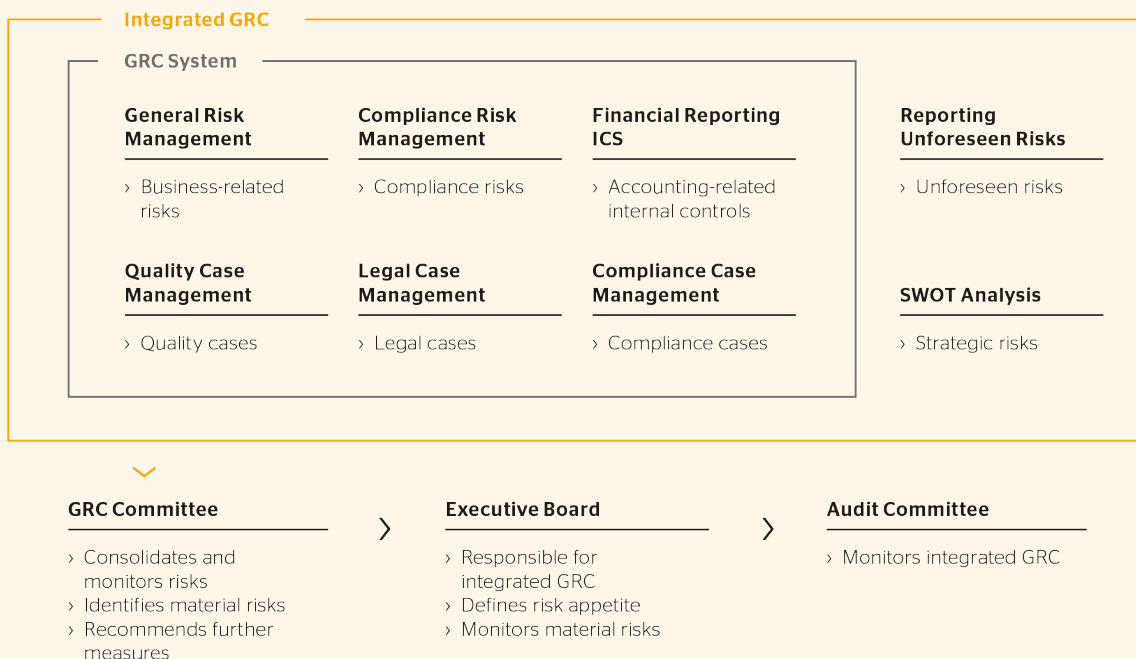 Integrated GRC
GRC System
General Risk
Management
› Business-related
risks
Compliance Risk
Management
› Compliance risks
Financial Reporting
ICS
› Accounting-related
internal controls
Reporting
Unforeseen Risks
› Unforeseen risks
Quality Case
Management
› Quality cases
Legal Case
Management
› Legal cases
Compliance Case
Management
› Compliance cases
SWOT Analysis
› Strategic risks
GRC Committee
› Consolidates and
monitors risks
› Identifies material risks
› Recommends further
measures
Executive Board
› Responsible for
integrated GRC
› Defines risk appetite
› Monitors material risks
Audit Committee
› Monitors integrated GRC